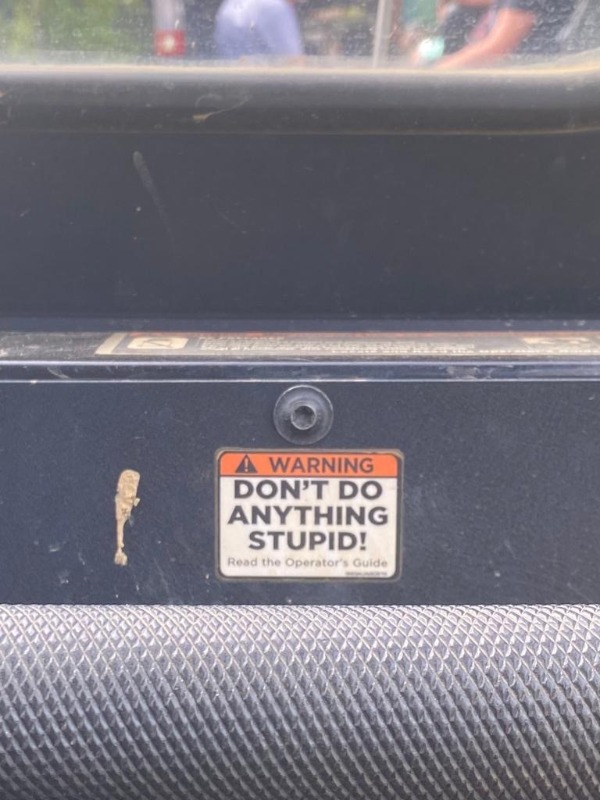 WARNING
DON'T DO
ANYTHING
STUPID!
Read the Operator's Guide